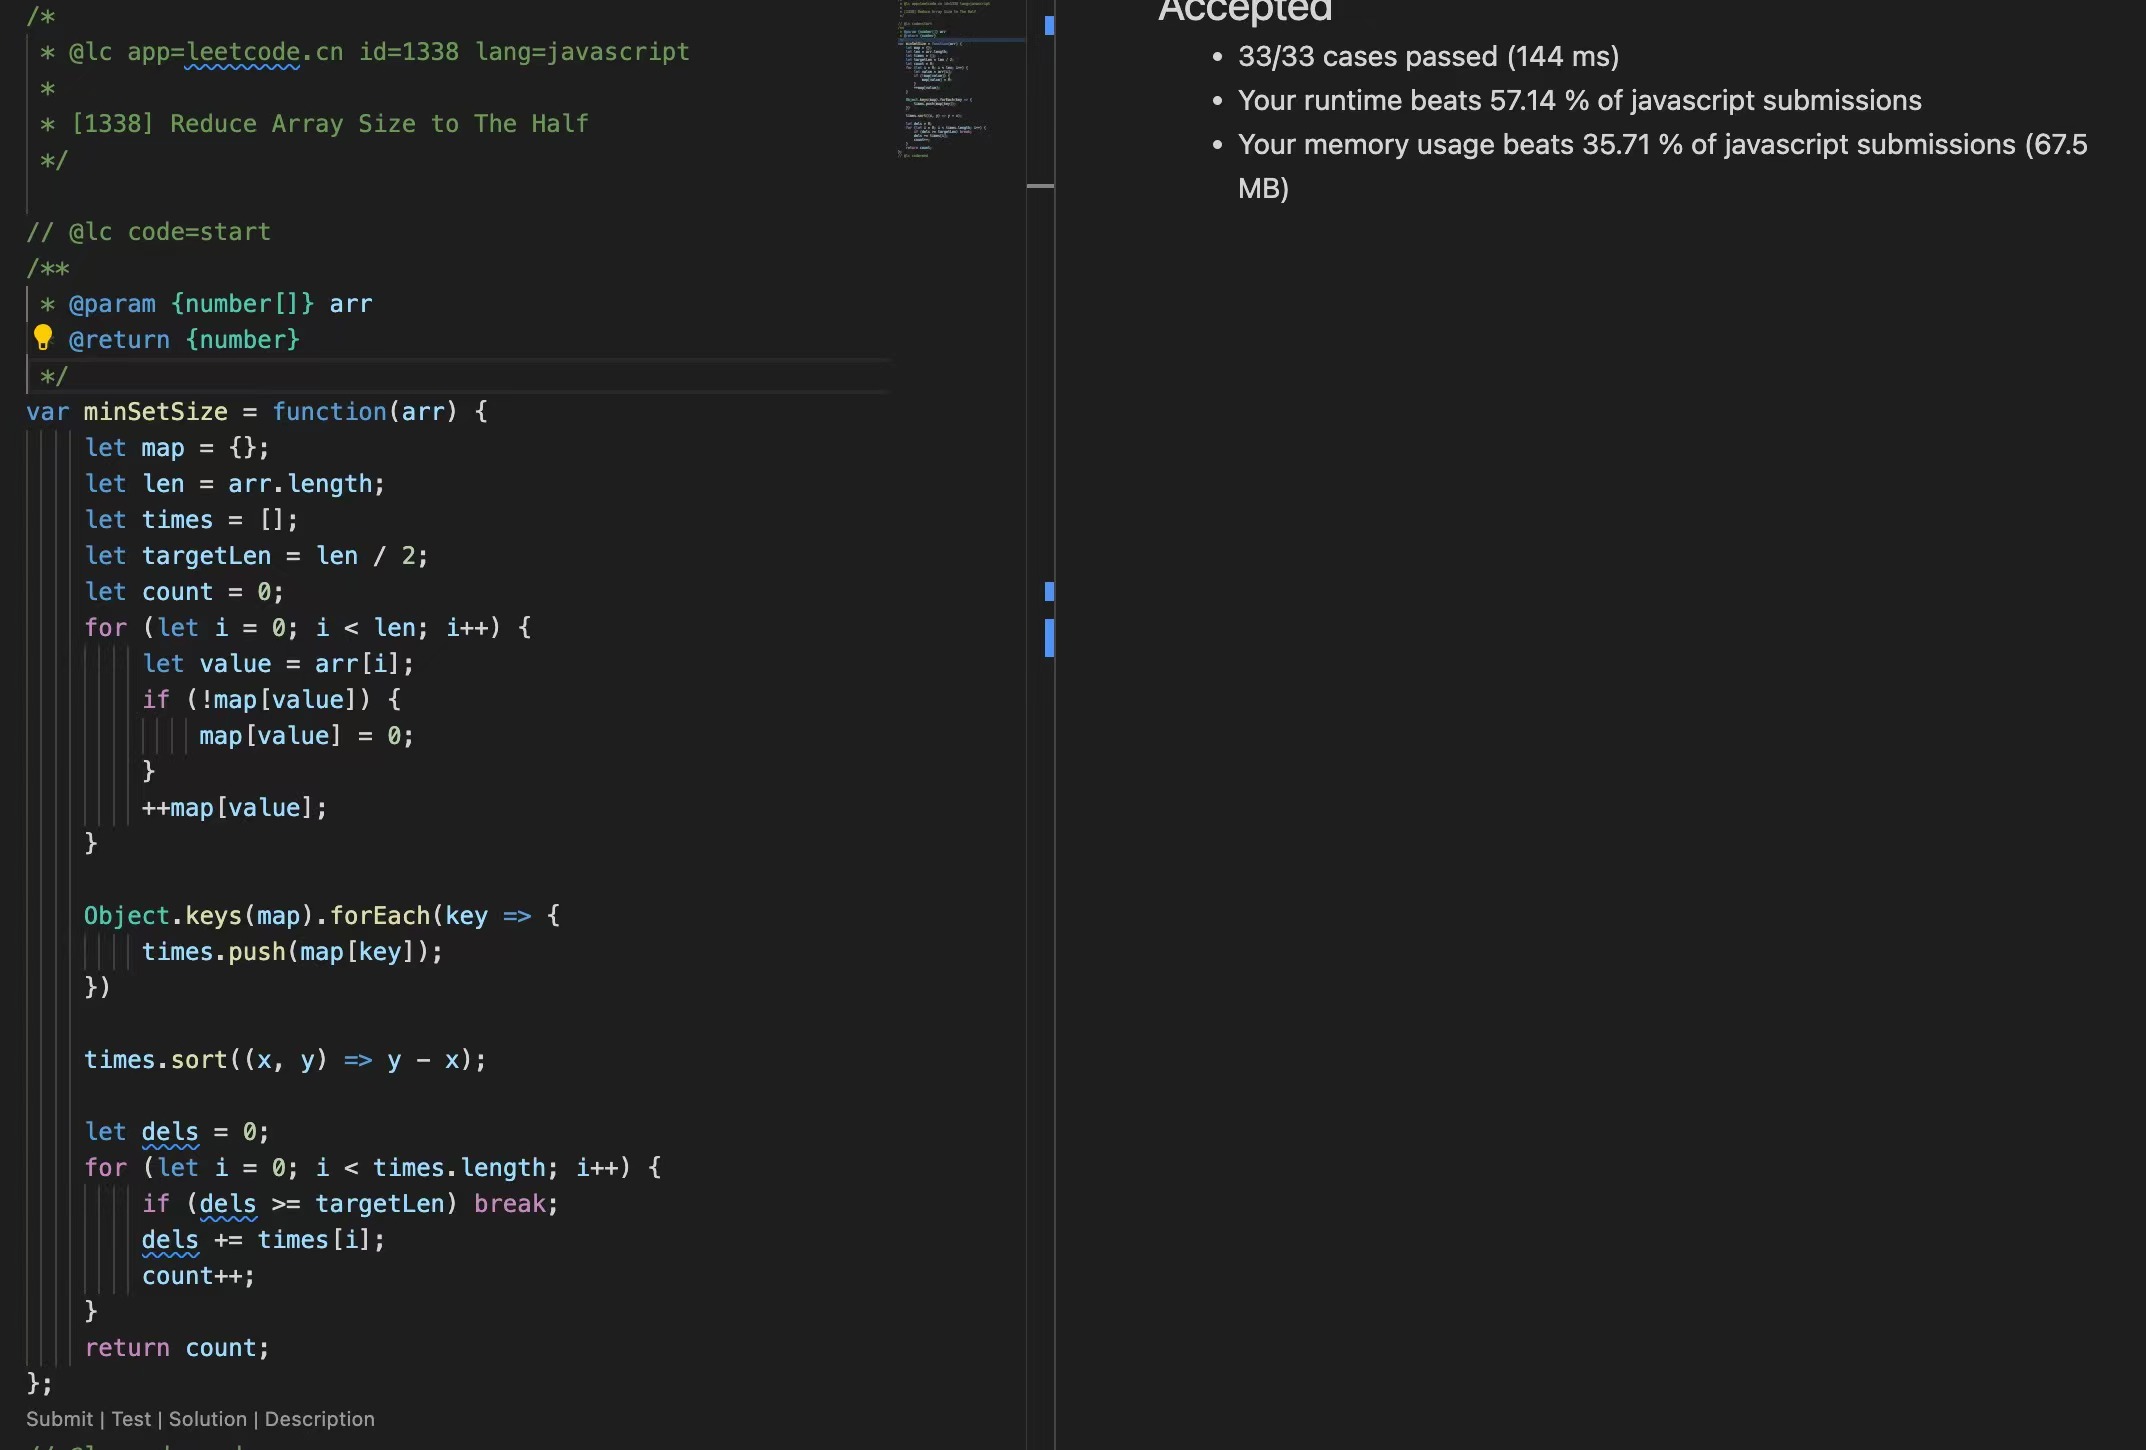 /*
 * @lc app=leetcode.cn id=1338 lang=javascript
 *
 * [1338] Reduce Array Size to The Half
 */

// @lc code=start
/**
 * @param {number[]} arr
 @return {number}
 */
var minSetSize = function(arr) {
    let map = {};
    let len = arr.length;
    let times = [];
    let targetLen = len / 2;
    let count = 0;
    for (let i = 0; i < len; i++) {
        let value = arr[i];
        if (!map[value]) {
            map[value] = 0;
        }
        ++map[value];
    }

    Object.keys(map).forEach(key => {
        times.push(map[key]);
    })

    times.sort((x, y) => y - x);

    let dels = 0;
    for (let i = 0; i < times.length; i++) {
        if (dels >= targetLen) break;
        dels += times[i];
        count++;
    }
    return count;
};
Submit | Test | Solution | Description
Accepted
• 33/33 cases passed (144 ms)
• Your runtime beats 57.14 % of javascript submissions
• Your memory usage beats 35.71 % of javascript submissions (67.5
MB)